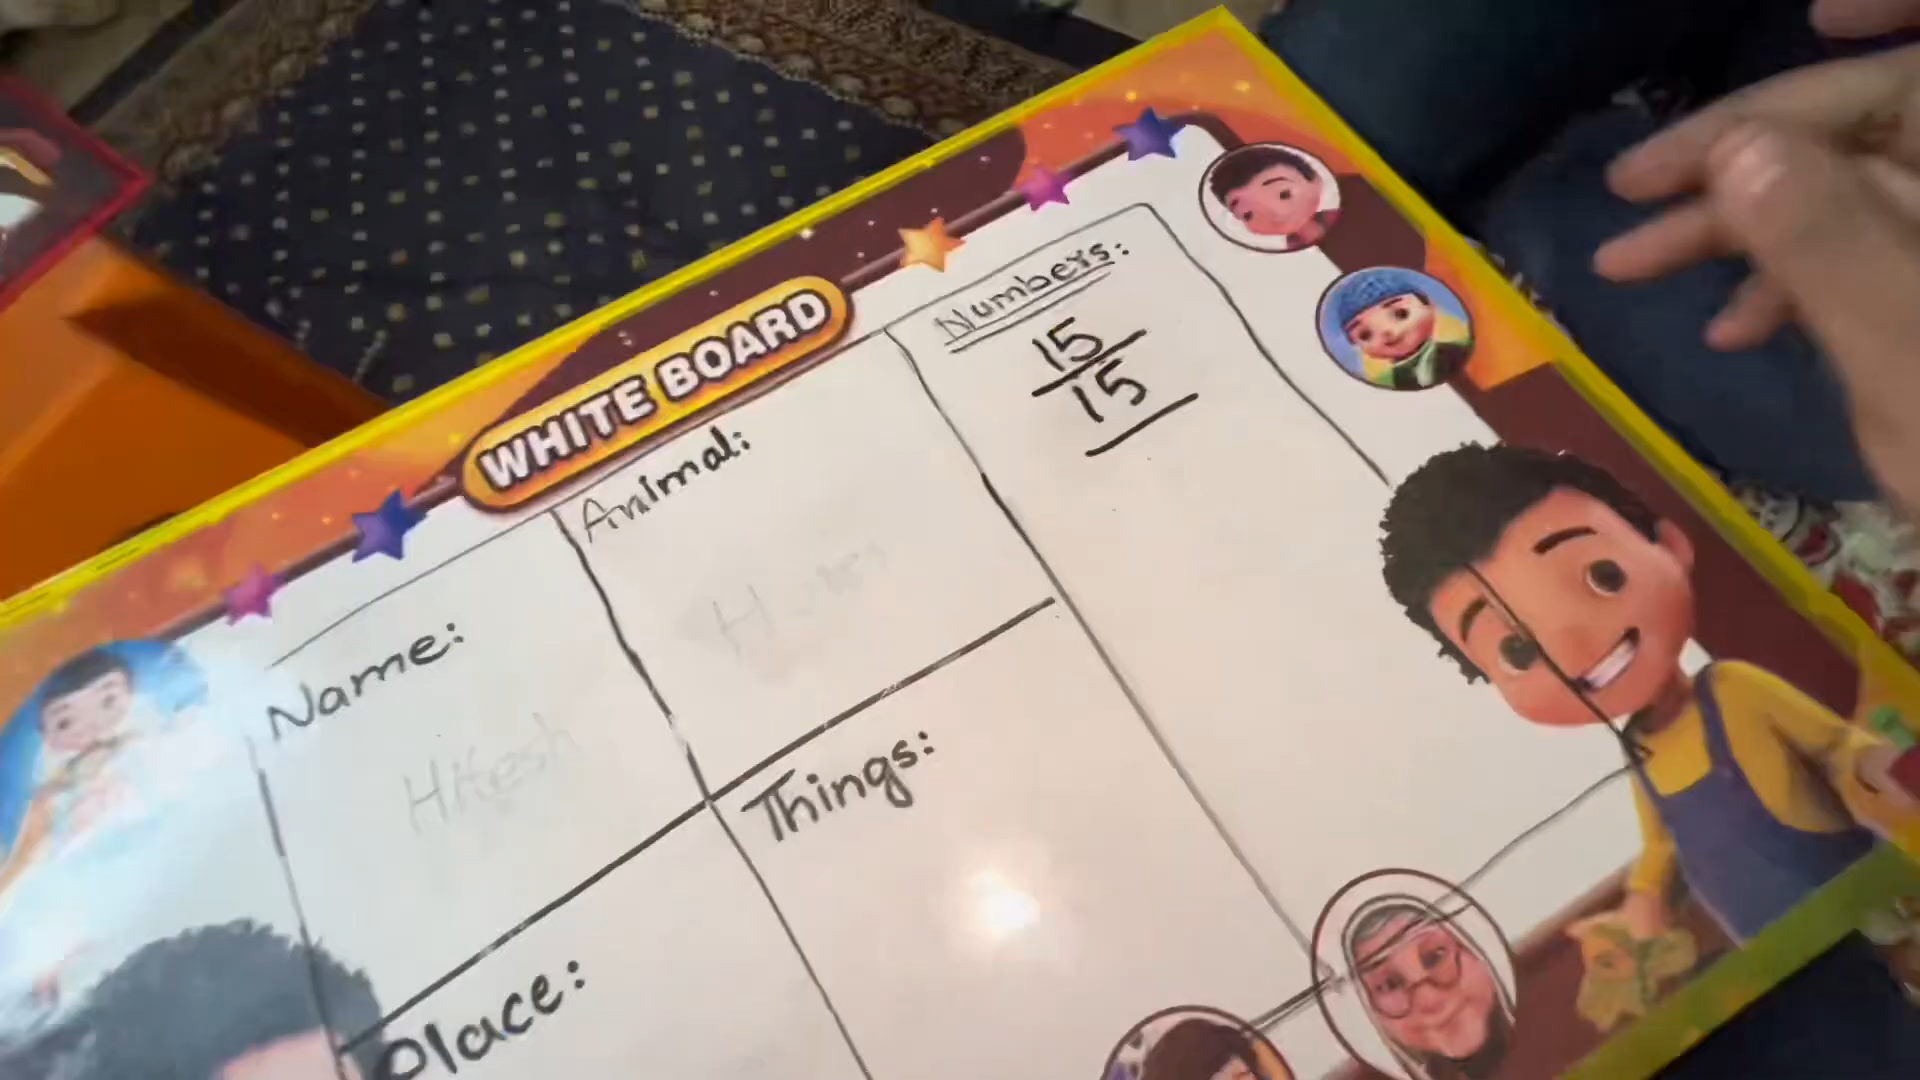 WHITE BOARD
Name:
Hitesh
Animal:
Numbers:
15
15
Place:
Things: